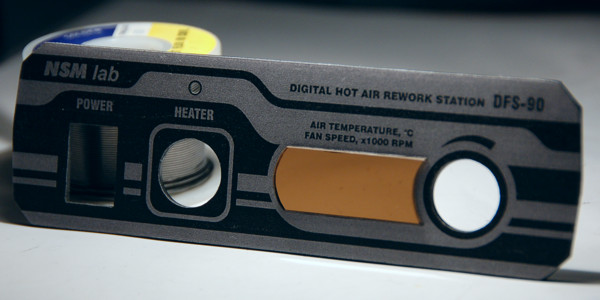 NSM lab
DIGITAL HOT AIR REWORK STATION DFS-90
POWER
HEATER
AIR TEMPERATURE, °C
FAN SPEED, x1000 RPM